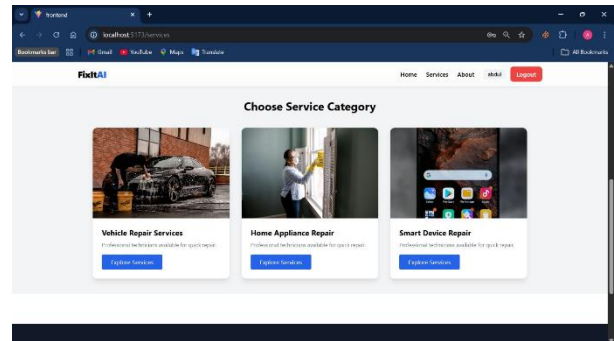 frontend
localhost:5173/services
Bookmarks bar Gmail YouTube Maps Translate All Bookmarks
FixItAI Home Services About abdul Logout
Choose Service Category
Vehicle Repair Services
Professional technicians available for quick repair.
Explore Services
Home Appliance Repair
Professional technicians available for quick repair.
Explore Services
Smart Device Repair
Professional technicians available for quick repair.
Explore Services